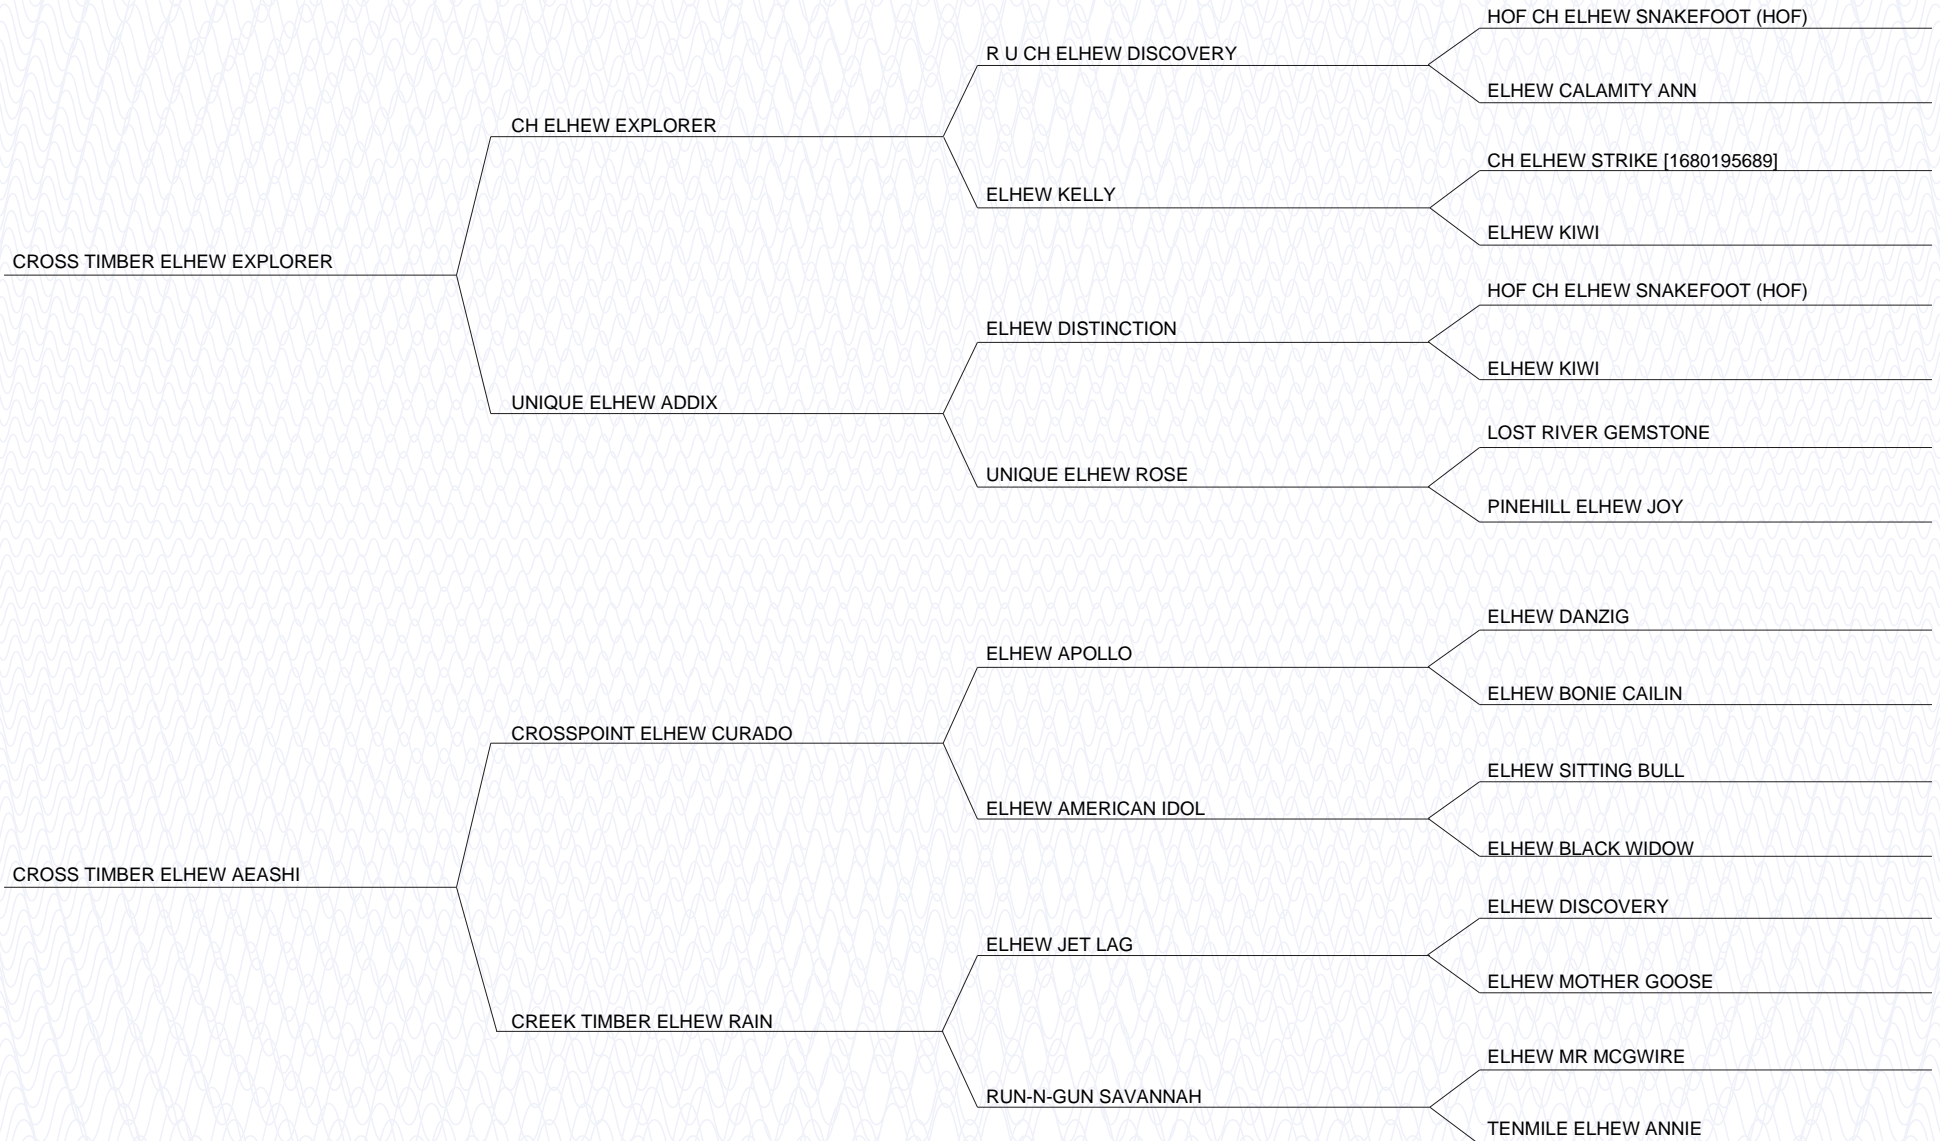 HOF CH ELHEW SNAKEFOOT (HOF)
R U CH ELHEW DISCOVERY
ELHEW CALAMITY ANN
CH ELHEW EXPLORER
CH ELHEW STRIKE [1680195689]
ELHEW KELLY
ELHEW KIWI
CROSS TIMBER ELHEW EXPLORER
HOF CH ELHEW SNAKEFOOT (HOF)
ELHEW DISTINCTION
ELHEW KIWI
UNIQUE ELHEW ADDIX
LOST RIVER GEMSTONE
UNIQUE ELHEW ROSE
PINEHILL ELHEW JOY
ELHEW DANZIG
ELHEW APOLLO
ELHEW BONIE CAILIN
CROSSPOINT ELHEW CURADO
ELHEW SITTING BULL
ELHEW AMERICAN IDOL
ELHEW BLACK WIDOW
CROSS TIMBER ELHEW AEASHI
ELHEW DISCOVERY
ELHEW JET LAG
ELHEW MOTHER GOOSE
CREEK TIMBER ELHEW RAIN
ELHEW MR MCGWIRE
RUN-N-GUN SAVANNAH
TENMILE ELHEW ANNIE